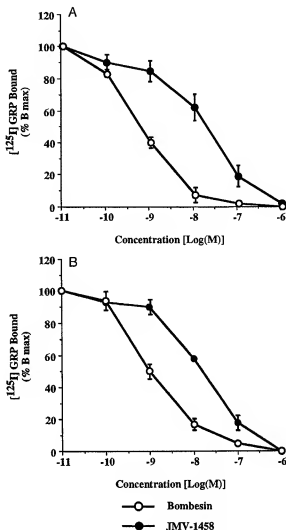 A
120
100
80
60
40
20
0
[125I] GRP Bound
(% B max)
-11 -10 -9 -8 -7 -6
Concentration [Log(M)]
B
120
100
80
60
40
20
0
[125I] GRP Bound
(% B max)
-11 -10 -9 -8 -7 -6
Concentration [Log(M)]
Bombesin
JMV-1458